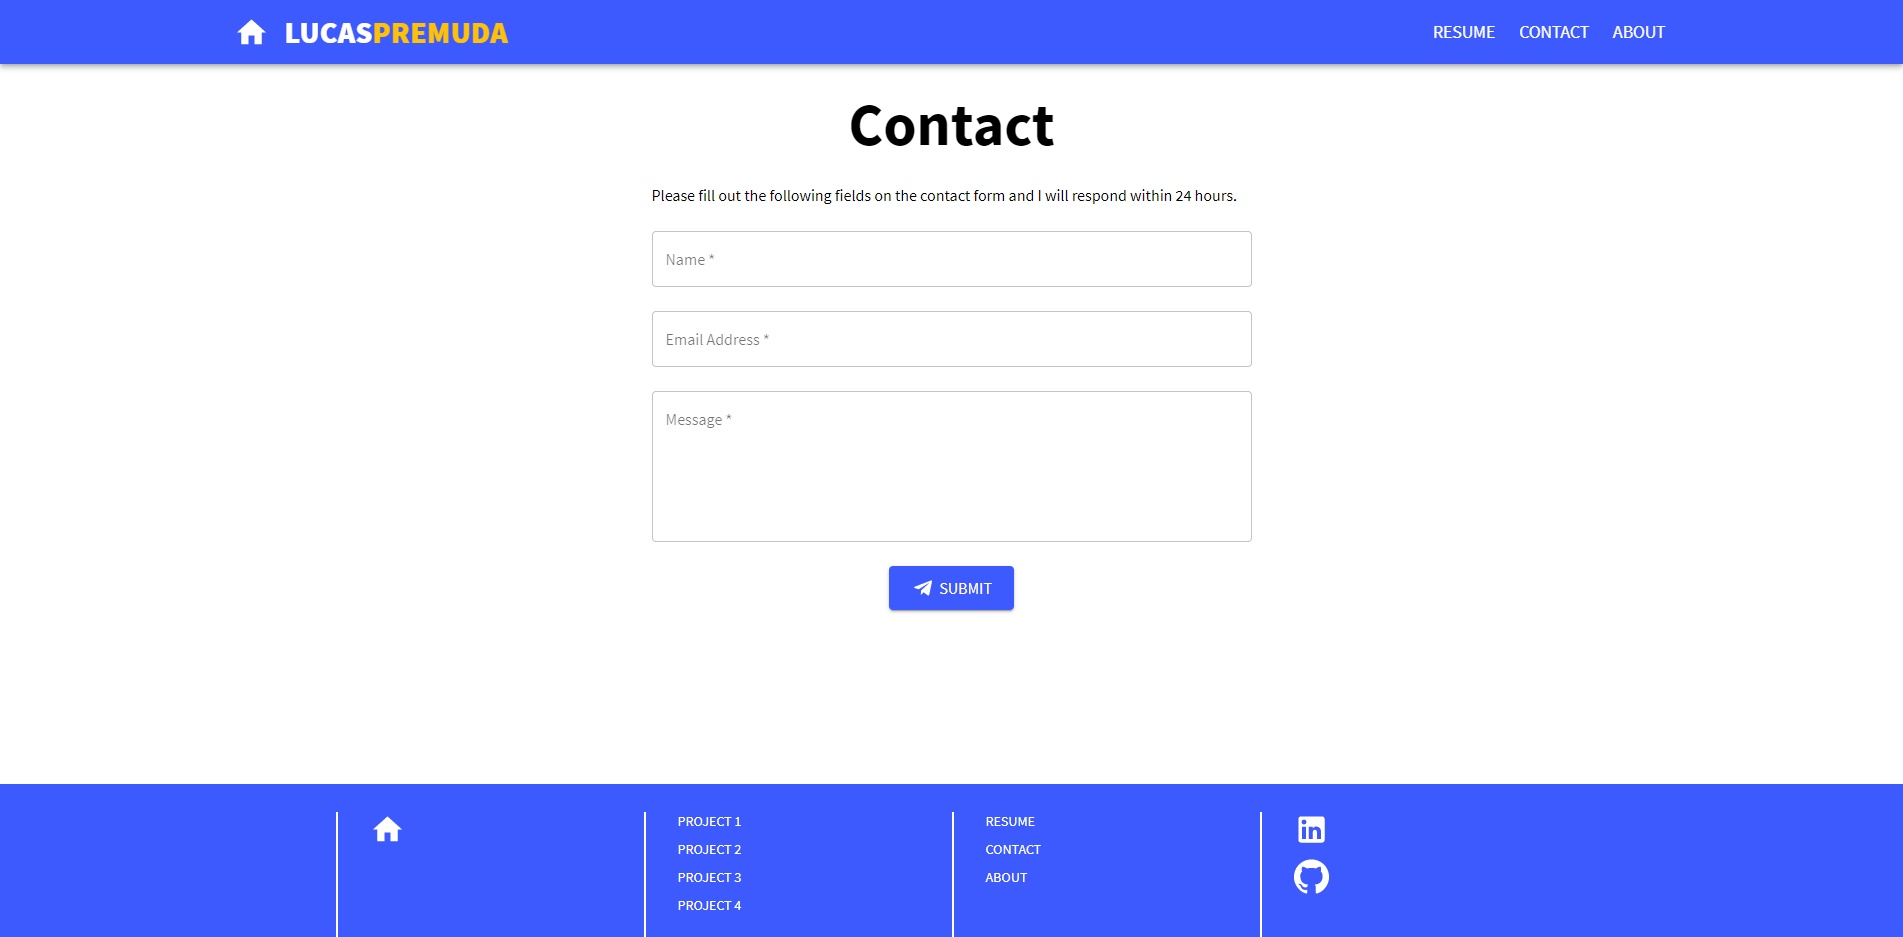 LUCASPREMUDA
RESUME CONTACT ABOUT
Contact
Please fill out the following fields on the contact form and I will respond within 24 hours.
Name *
Email Address *
Message *
SUBMIT
PROJECT 1
PROJECT 2
PROJECT 3
PROJECT 4
RESUME
CONTACT
ABOUT
in